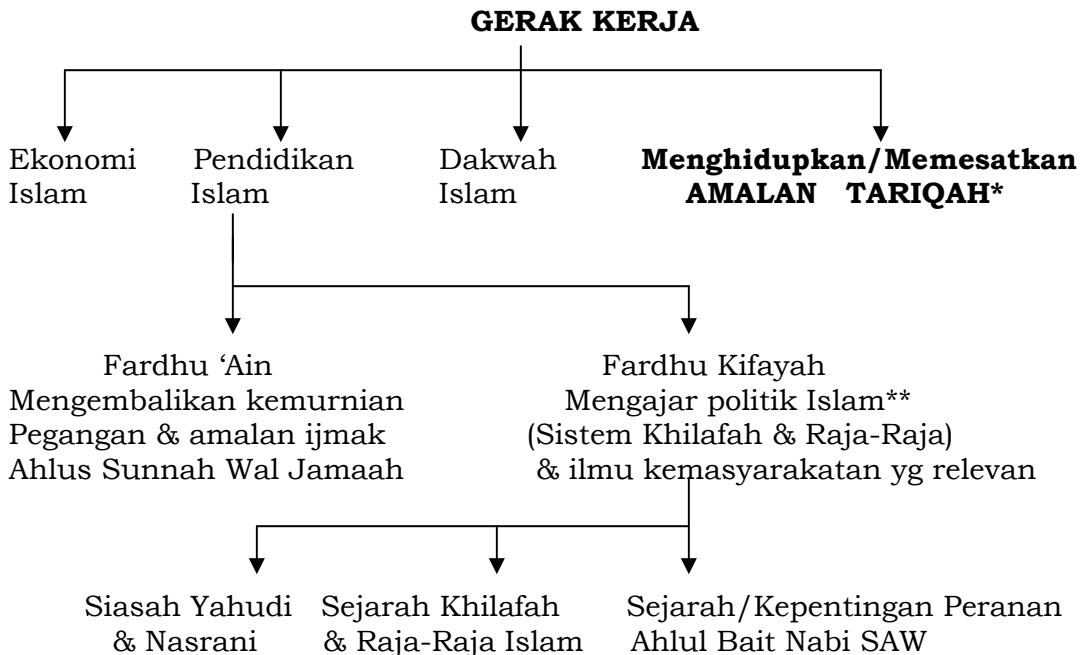 GERAK KERJA
Ekonomi
Islam
Pendidikan
Islam
Dakwah
Islam
Menghidupkan/Memesatkan
AMALAN TARIQAH*
Fardhu ‘Ain
Mengembalikan kemurnian
Pegangan & amalan ijmak
Ahlus Sunnah Wal Jamaah
Fardhu Kifayah
Mengajar politik Islam**
(Sistem Khilafah & Raja-Raja)
& ilmu kemasyarakatan yg relevan
Siasah Yahudi
& Nasrani
Sejarah Khilafah
& Raja-Raja Islam
Sejarah/Kepentingan Peranan
Ahlul Bait Nabi SAW